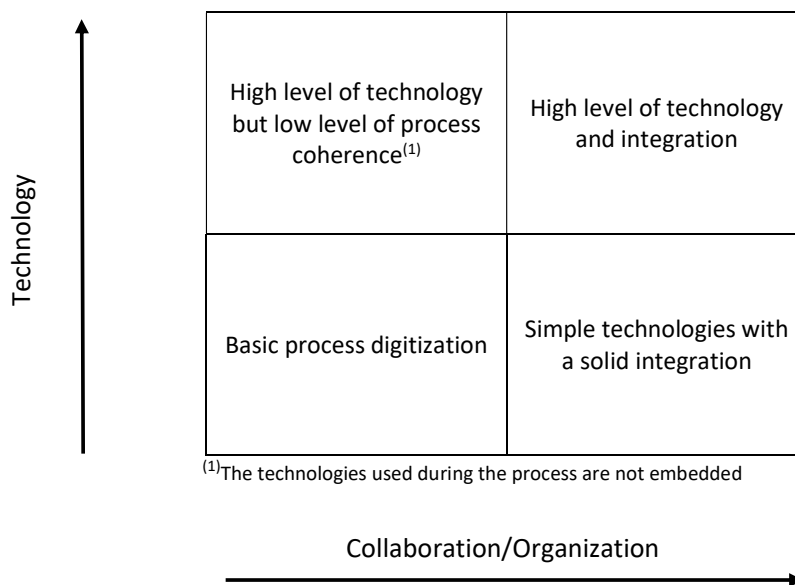 Technology
High level of technology
but low level of process
coherence(1)
High level of technology
and integration
Basic process digitization
Simple technologies with
a solid integration
(1)The technologies used during the process are not embedded
Collaboration/Organization